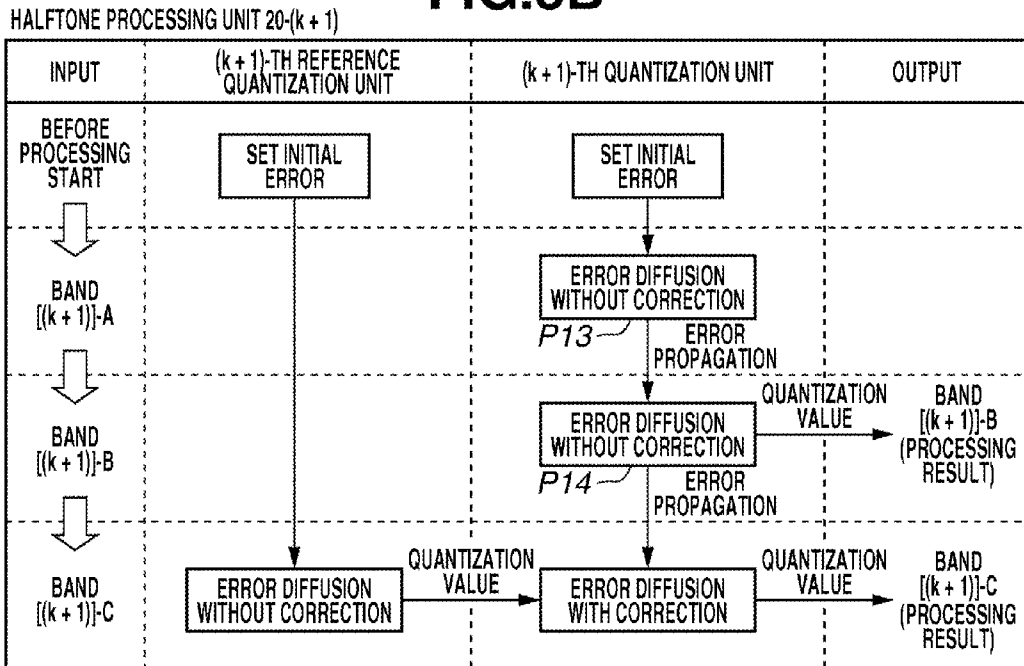 HALFTONE PROCESSING UNIT 20-(k + 1)
INPUT
(k + 1)-TH REFERENCE
QUANTIZATION UNIT
(k + 1)-TH QUANTIZATION UNIT
OUTPUT
BEFORE
PROCESSING
START
SET INITIAL
ERROR
SET INITIAL
ERROR
BAND
[(k + 1)]-A
ERROR DIFFUSION
WITHOUT CORRECTION
P13
ERROR
PROPAGATION
BAND
[(k + 1)]-B
ERROR DIFFUSION
WITHOUT CORRECTION
P14
ERROR
PROPAGATION
QUANTIZATION
VALUE
BAND
[(k + 1)]-B
(PROCESSING
RESULT)
BAND
[(k + 1)]-C
ERROR DIFFUSION
WITHOUT CORRECTION
QUANTIZATION
VALUE
ERROR DIFFUSION
WITH CORRECTION
QUANTIZATION
VALUE
BAND
[(k + 1)]-C
(PROCESSING
RESULT)